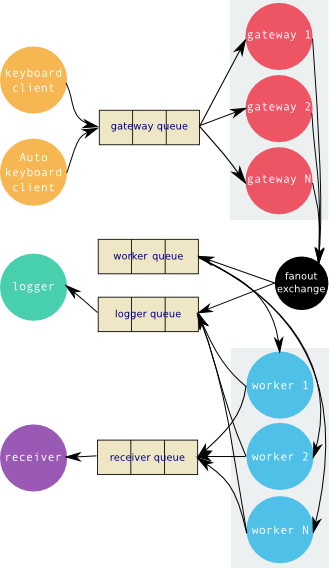 gateway 1
keyboard
client
gateway 2
gateway queue
Auto
keyboard
client
gateway N
worker queue
fanout
exchange
logger
logger queue
worker 1
receiver
receiver queue
worker 2
worker N